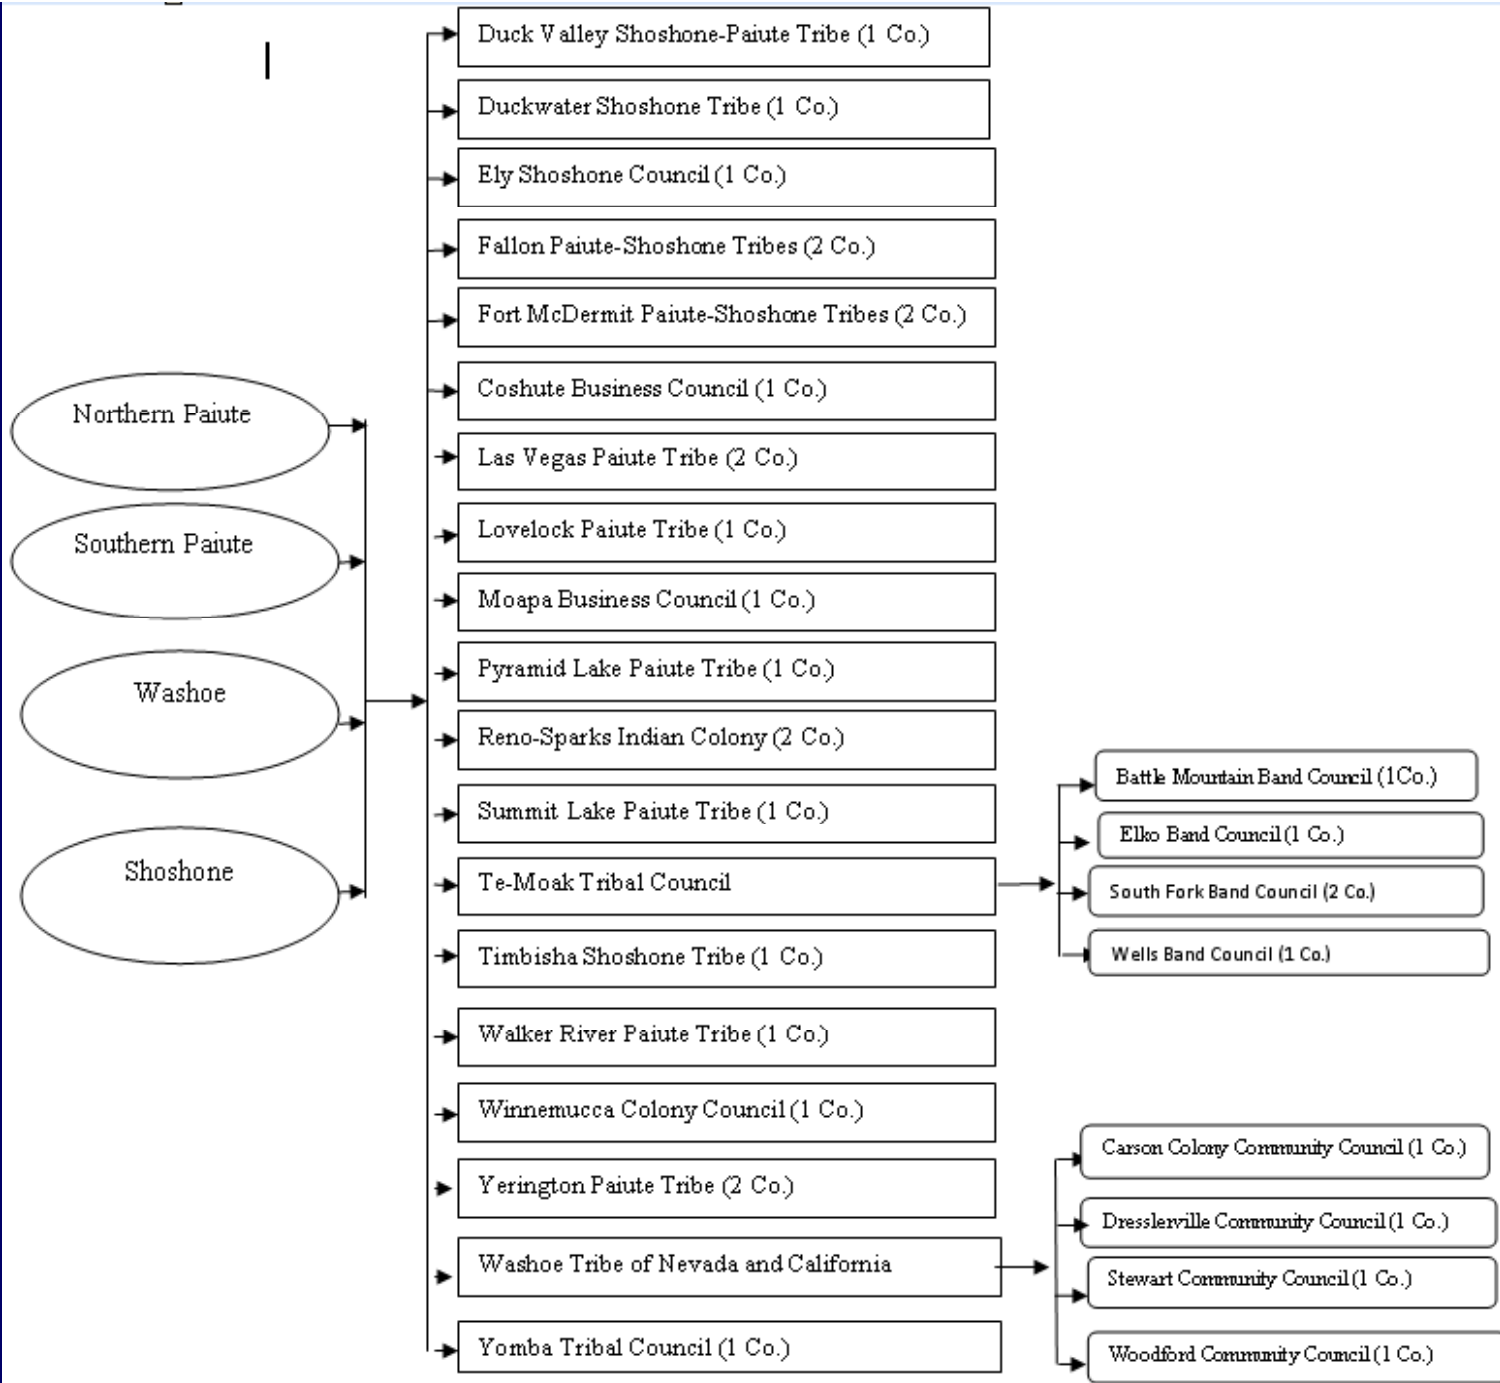 Duck Valley Shoshone-Paiute Tribe (1 Co.)
Duckwater Shoshone Tribe (1 Co.)
Ely Shoshone Council (1 Co.)
Fallon Paiute-Shoshone Tribes (2 Co.)
Fort McDermit Paiute-Shoshone Tribes (2 Co.)
Coshute Business Council (1 Co.)
Northern Paiute
Las Vegas Paiute Tribe (2 Co.)
Lovelock Paiute Tribe (1 Co.)
Southern Paiute
Moapa Business Council (1 Co.)
Pyramid Lake Paiute Tribe (1 Co.)
Washoe
Reno-Sparks Indian Colony (2 Co.)
Summit Lake Paiute Tribe (1 Co.)
Shoshone
Te-Moak Tribal Council
Battle Mountain Band Council (1Co.)
Elko Band Council (1 Co.)
South Fork Band Council (2 Co.)
Wells Band Council (1 Co.)
Timbisha Shoshone Tribe (1 Co.)
Walker River Paiute Tribe (1 Co.)
Winnemucca Colony Council (1 Co.)
Yerington Paiute Tribe (2 Co.)
Washoe Tribe of Nevada and California
Carson Colony Community Council (1 Co.)
Dresslerville Community Council (1 Co.)
Stewart Community Council (1 Co.)
Woodford Community Council (1 Co.)
Yomba Tribal Council (1 Co.)